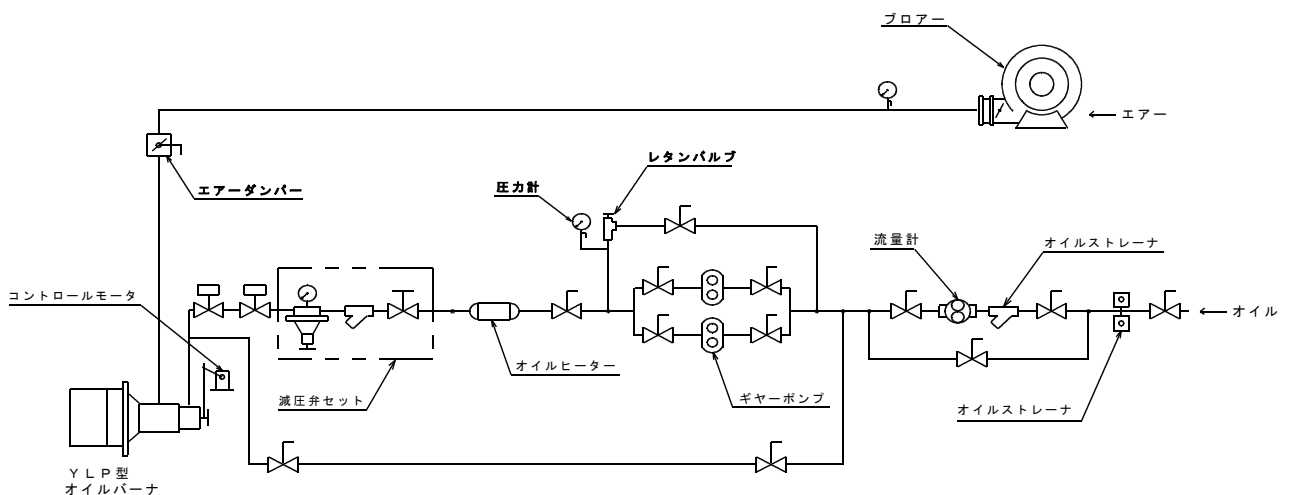 ブロアー
エアー
レタンバルブ
圧力計
エアーダンパー
流量計
オイルストレーナ
コントロールモータ
オイル
オイルヒーター
減圧弁セット
ギヤーポンプ
オイルストレーナ
ＹＬＰ型
オイルバーナ